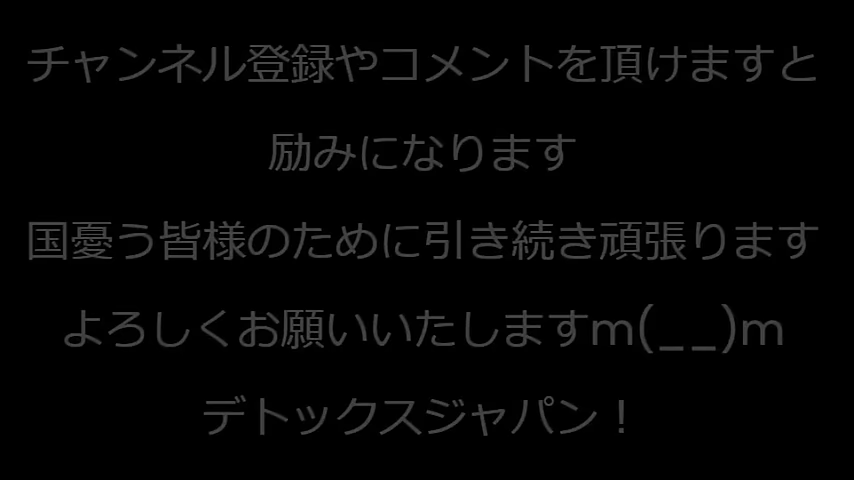 チャンネル登録やコメントを頂けますと
励みになります
国憂う皆様のために引き続き頑張ります
よろしくお願いいたしますm(__)m
デトックスジャパン！